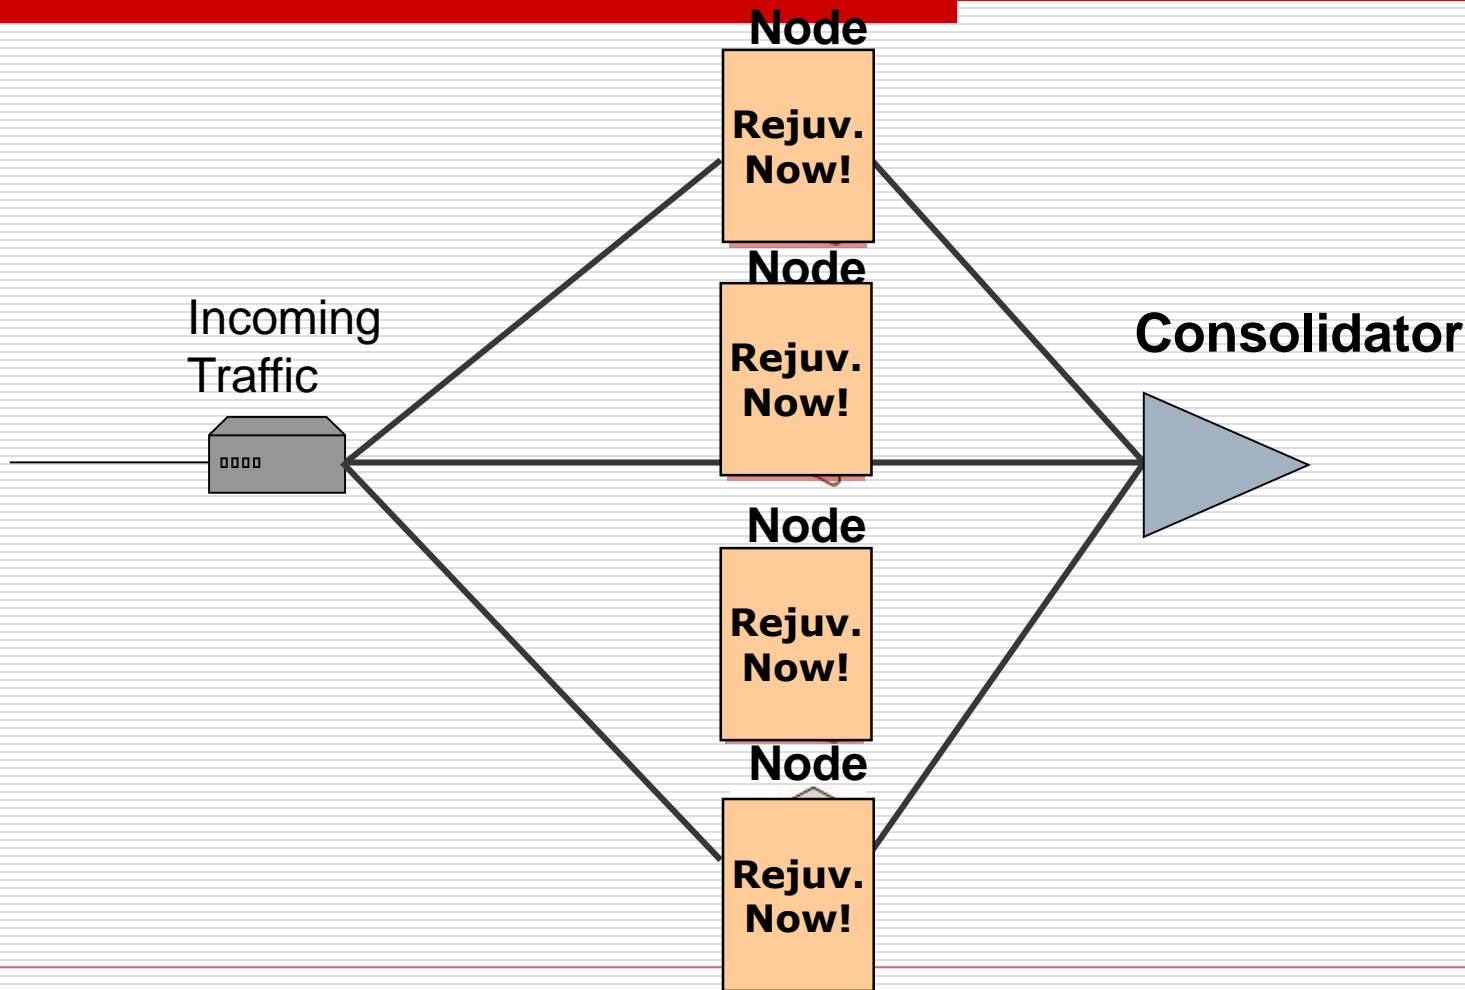 Node
Rejuv.
Now!
Node
Rejuv.
Now!
Incoming
Traffic
Consolidator
Node
Rejuv.
Now!
Node
Rejuv.
Now!